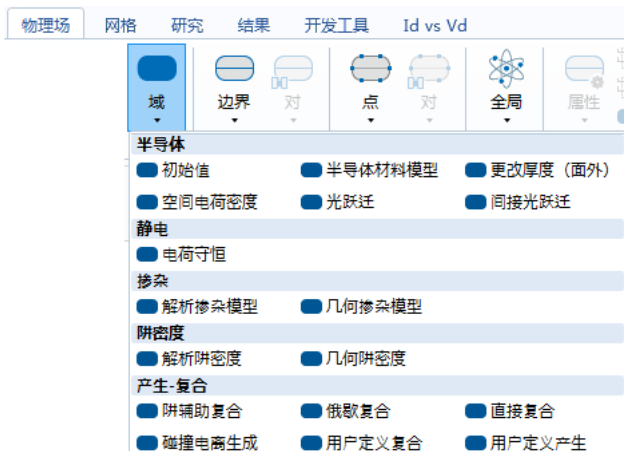 物理场 网格 研究 结果 开发工具 Id vs Vd
域 边界 对 点 对 全局 属性
半导体
初始值 半导体材料模型 更改厚度（面外）
空间电荷密度 光跃迁 间接光跃迁
静电
电荷守恒
掺杂
解析掺杂模型 几何掺杂模型
阱密度
解析阱密度 几何阱密度
产生-复合
阱辅助复合 俄歇复合 直接复合
碰撞电离生成 用户定义复合 用户定义产生